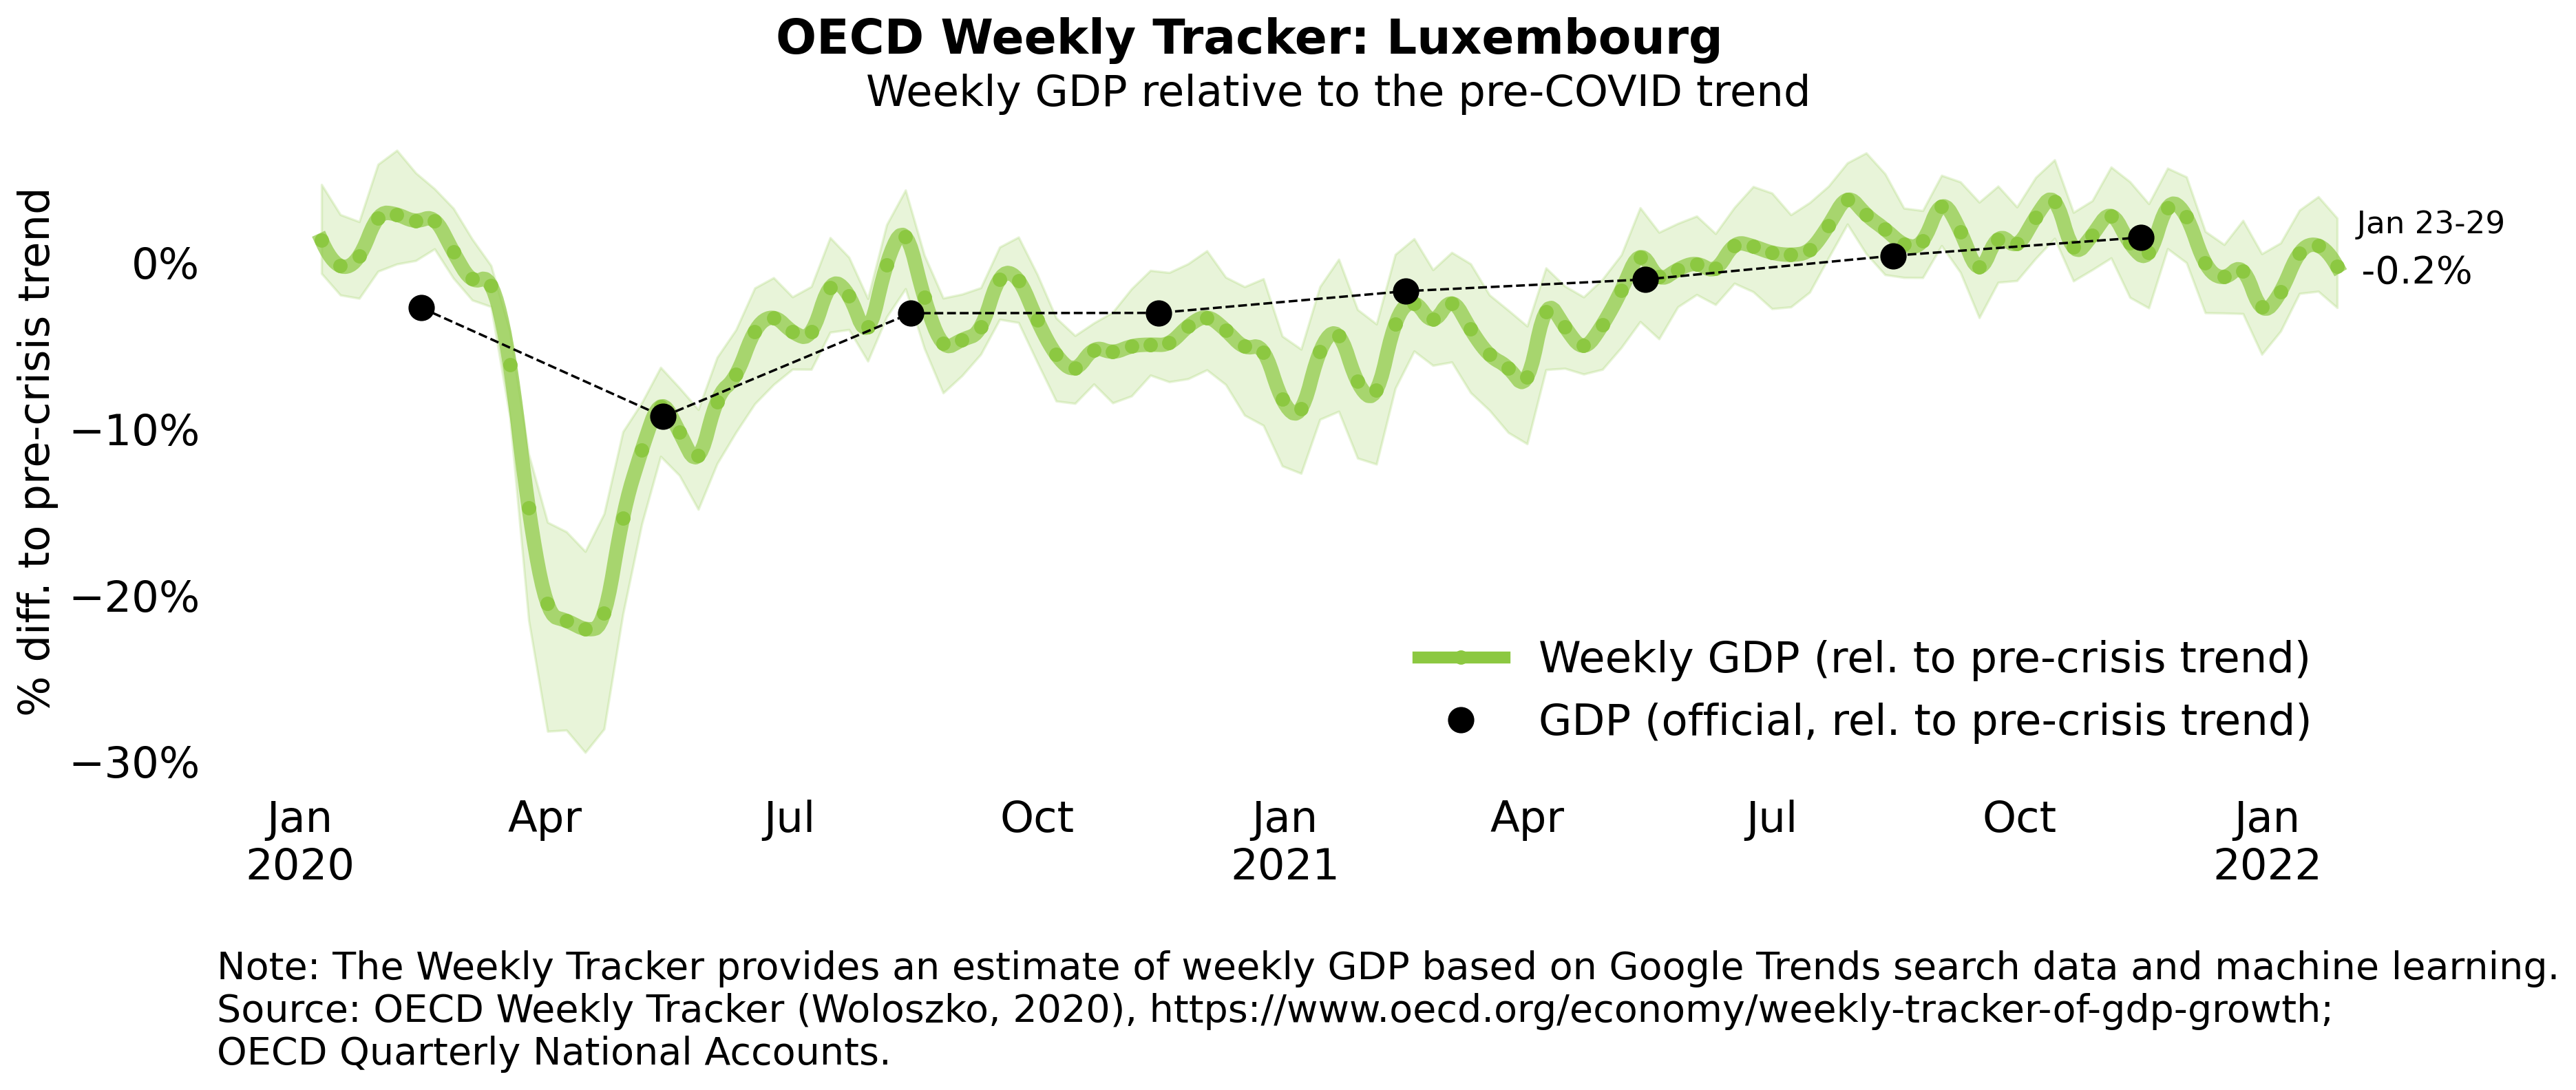 OECD Weekly Tracker: Luxembourg
Weekly GDP relative to the pre-COVID trend
% diff. to pre-crisis trend
0%
−10%
−20%
−30%
Jan 23-29
-0.2%
Weekly GDP (rel. to pre-crisis trend)
GDP (official, rel. to pre-crisis trend)
Jan
2020
Apr
Jul
Oct
Jan
2021
Apr
Jul
Oct
Jan
2022
Note: The Weekly Tracker provides an estimate of weekly GDP based on Google Trends search data and machine learning.
Source: OECD Weekly Tracker (Woloszko, 2020), https://www.oecd.org/economy/weekly-tracker-of-gdp-growth;
OECD Quarterly National Accounts.